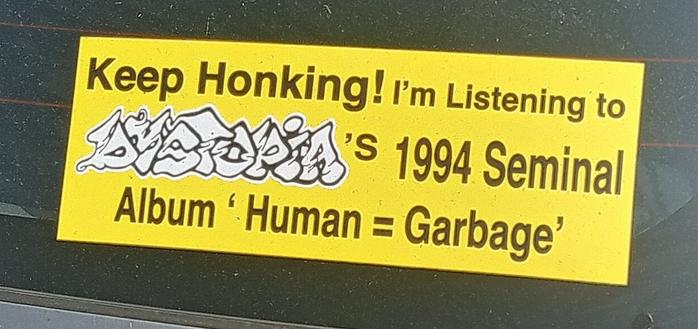 Keep Honking! I'm Listening to
DYSTOPIA 's 1994 Seminal
Album ' Human = Garbage'